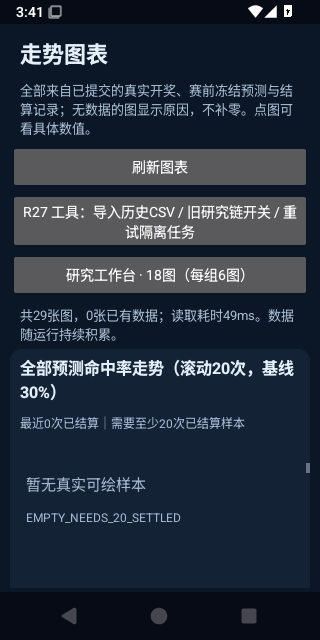 3:41
走势图表
全部来自已提交的真实开奖、赛前冻结预测与结
算记录；无数据的图显示原因，不补零。点图可
看具体数值。
刷新图表
R27 工具：导入历史CSV / 旧研究链开关 / 重
试隔离任务
研究工作台 · 18图（每组6图）
共29张图，0张已有数据；读取耗时49ms。数据
随运行持续积累。
全部预测命中率走势（滚动20次，基线
30%）
最近0次已结算｜需要至少20次已结算样本
暂无真实可绘样本
EMPTY_NEEDS_20_SETTLED